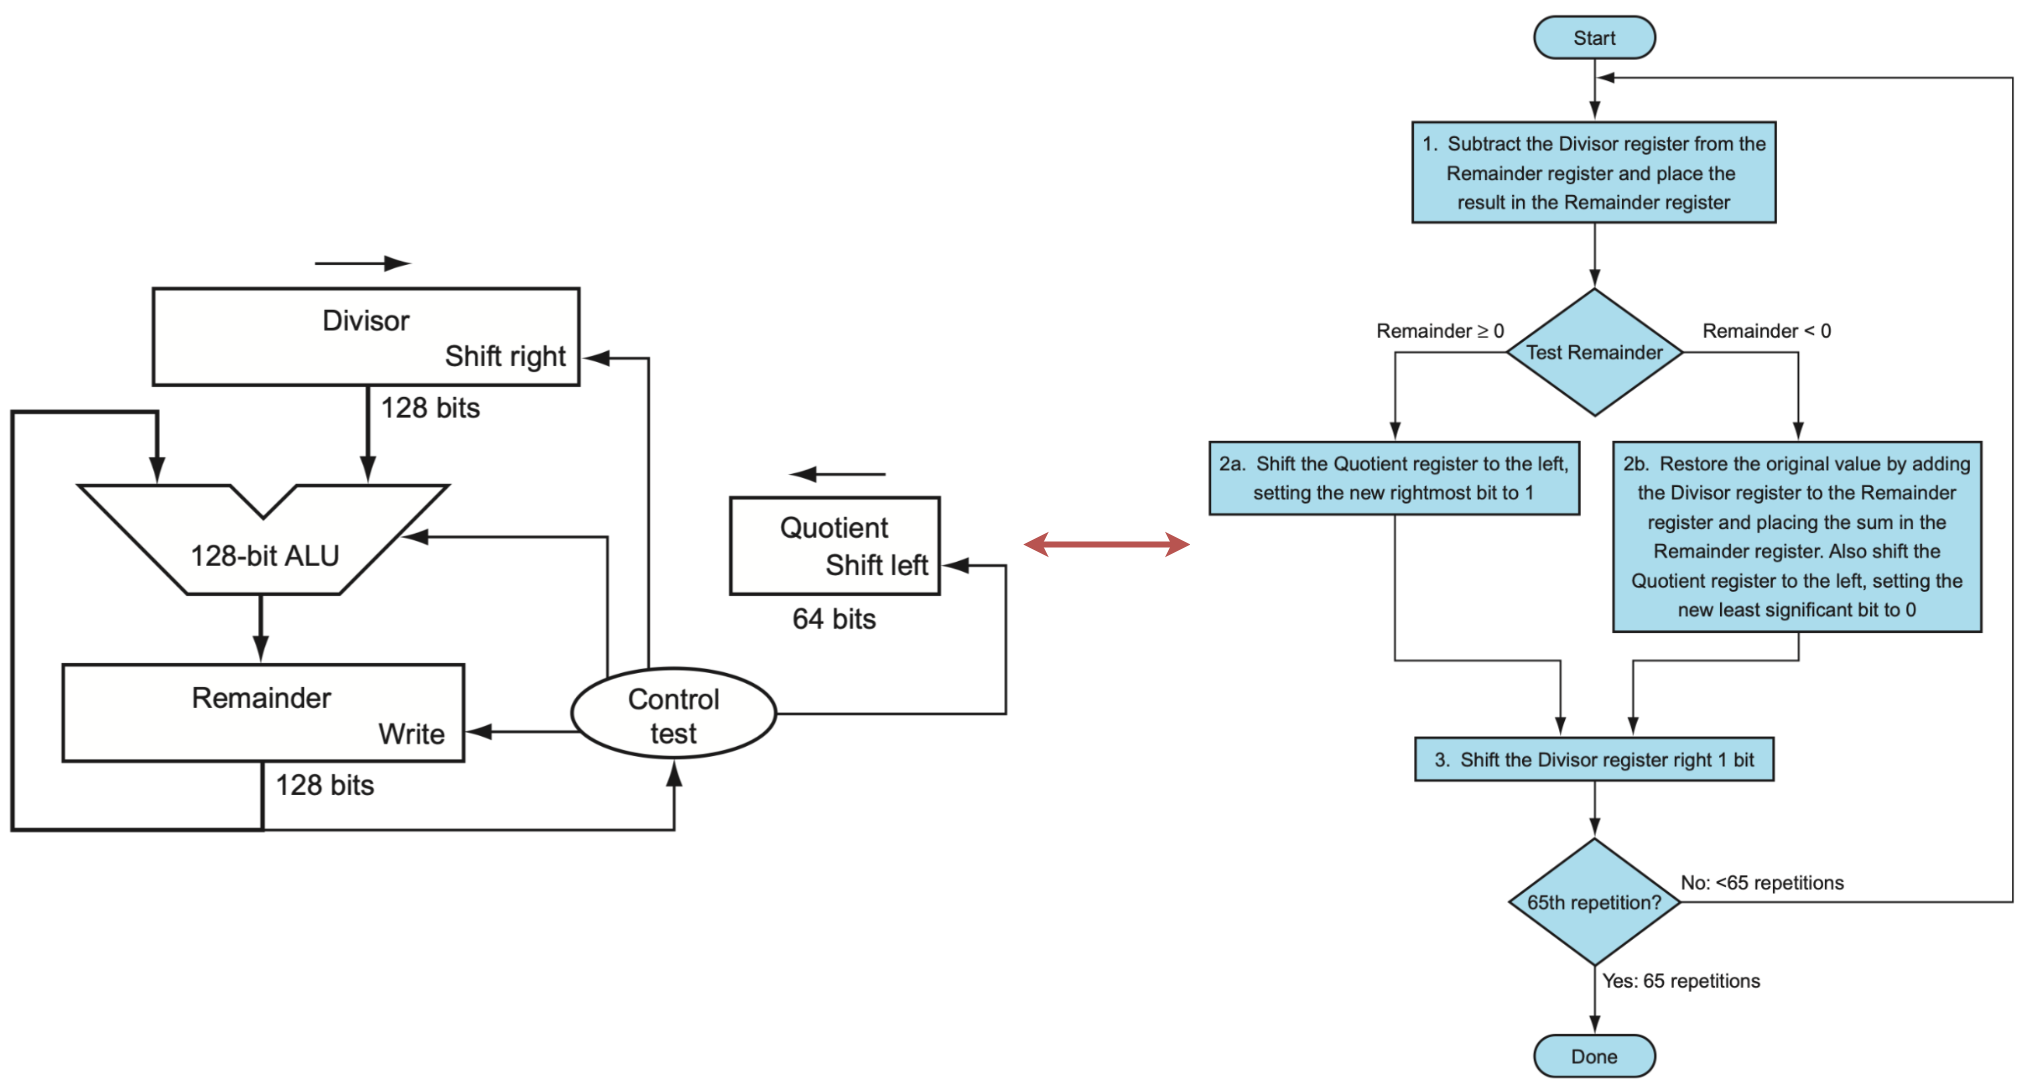 Divisor
Shift right
128 bits
128-bit ALU
Remainder
Write
128 bits
Control
test
Quotient
Shift left
64 bits
Start
1. Subtract the Divisor register from the
Remainder register and place the
result in the Remainder register
Remainder ≥ 0
Test Remainder
Remainder < 0
2a. Shift the Quotient register to the left,
setting the new rightmost bit to 1
2b. Restore the original value by adding
the Divisor register to the Remainder
register and placing the sum in the
Remainder register. Also shift the
Quotient register to the left, setting the
new least significant bit to 0
3. Shift the Divisor register right 1 bit
65th repetition?
No: <65 repetitions
Yes: 65 repetitions
Done